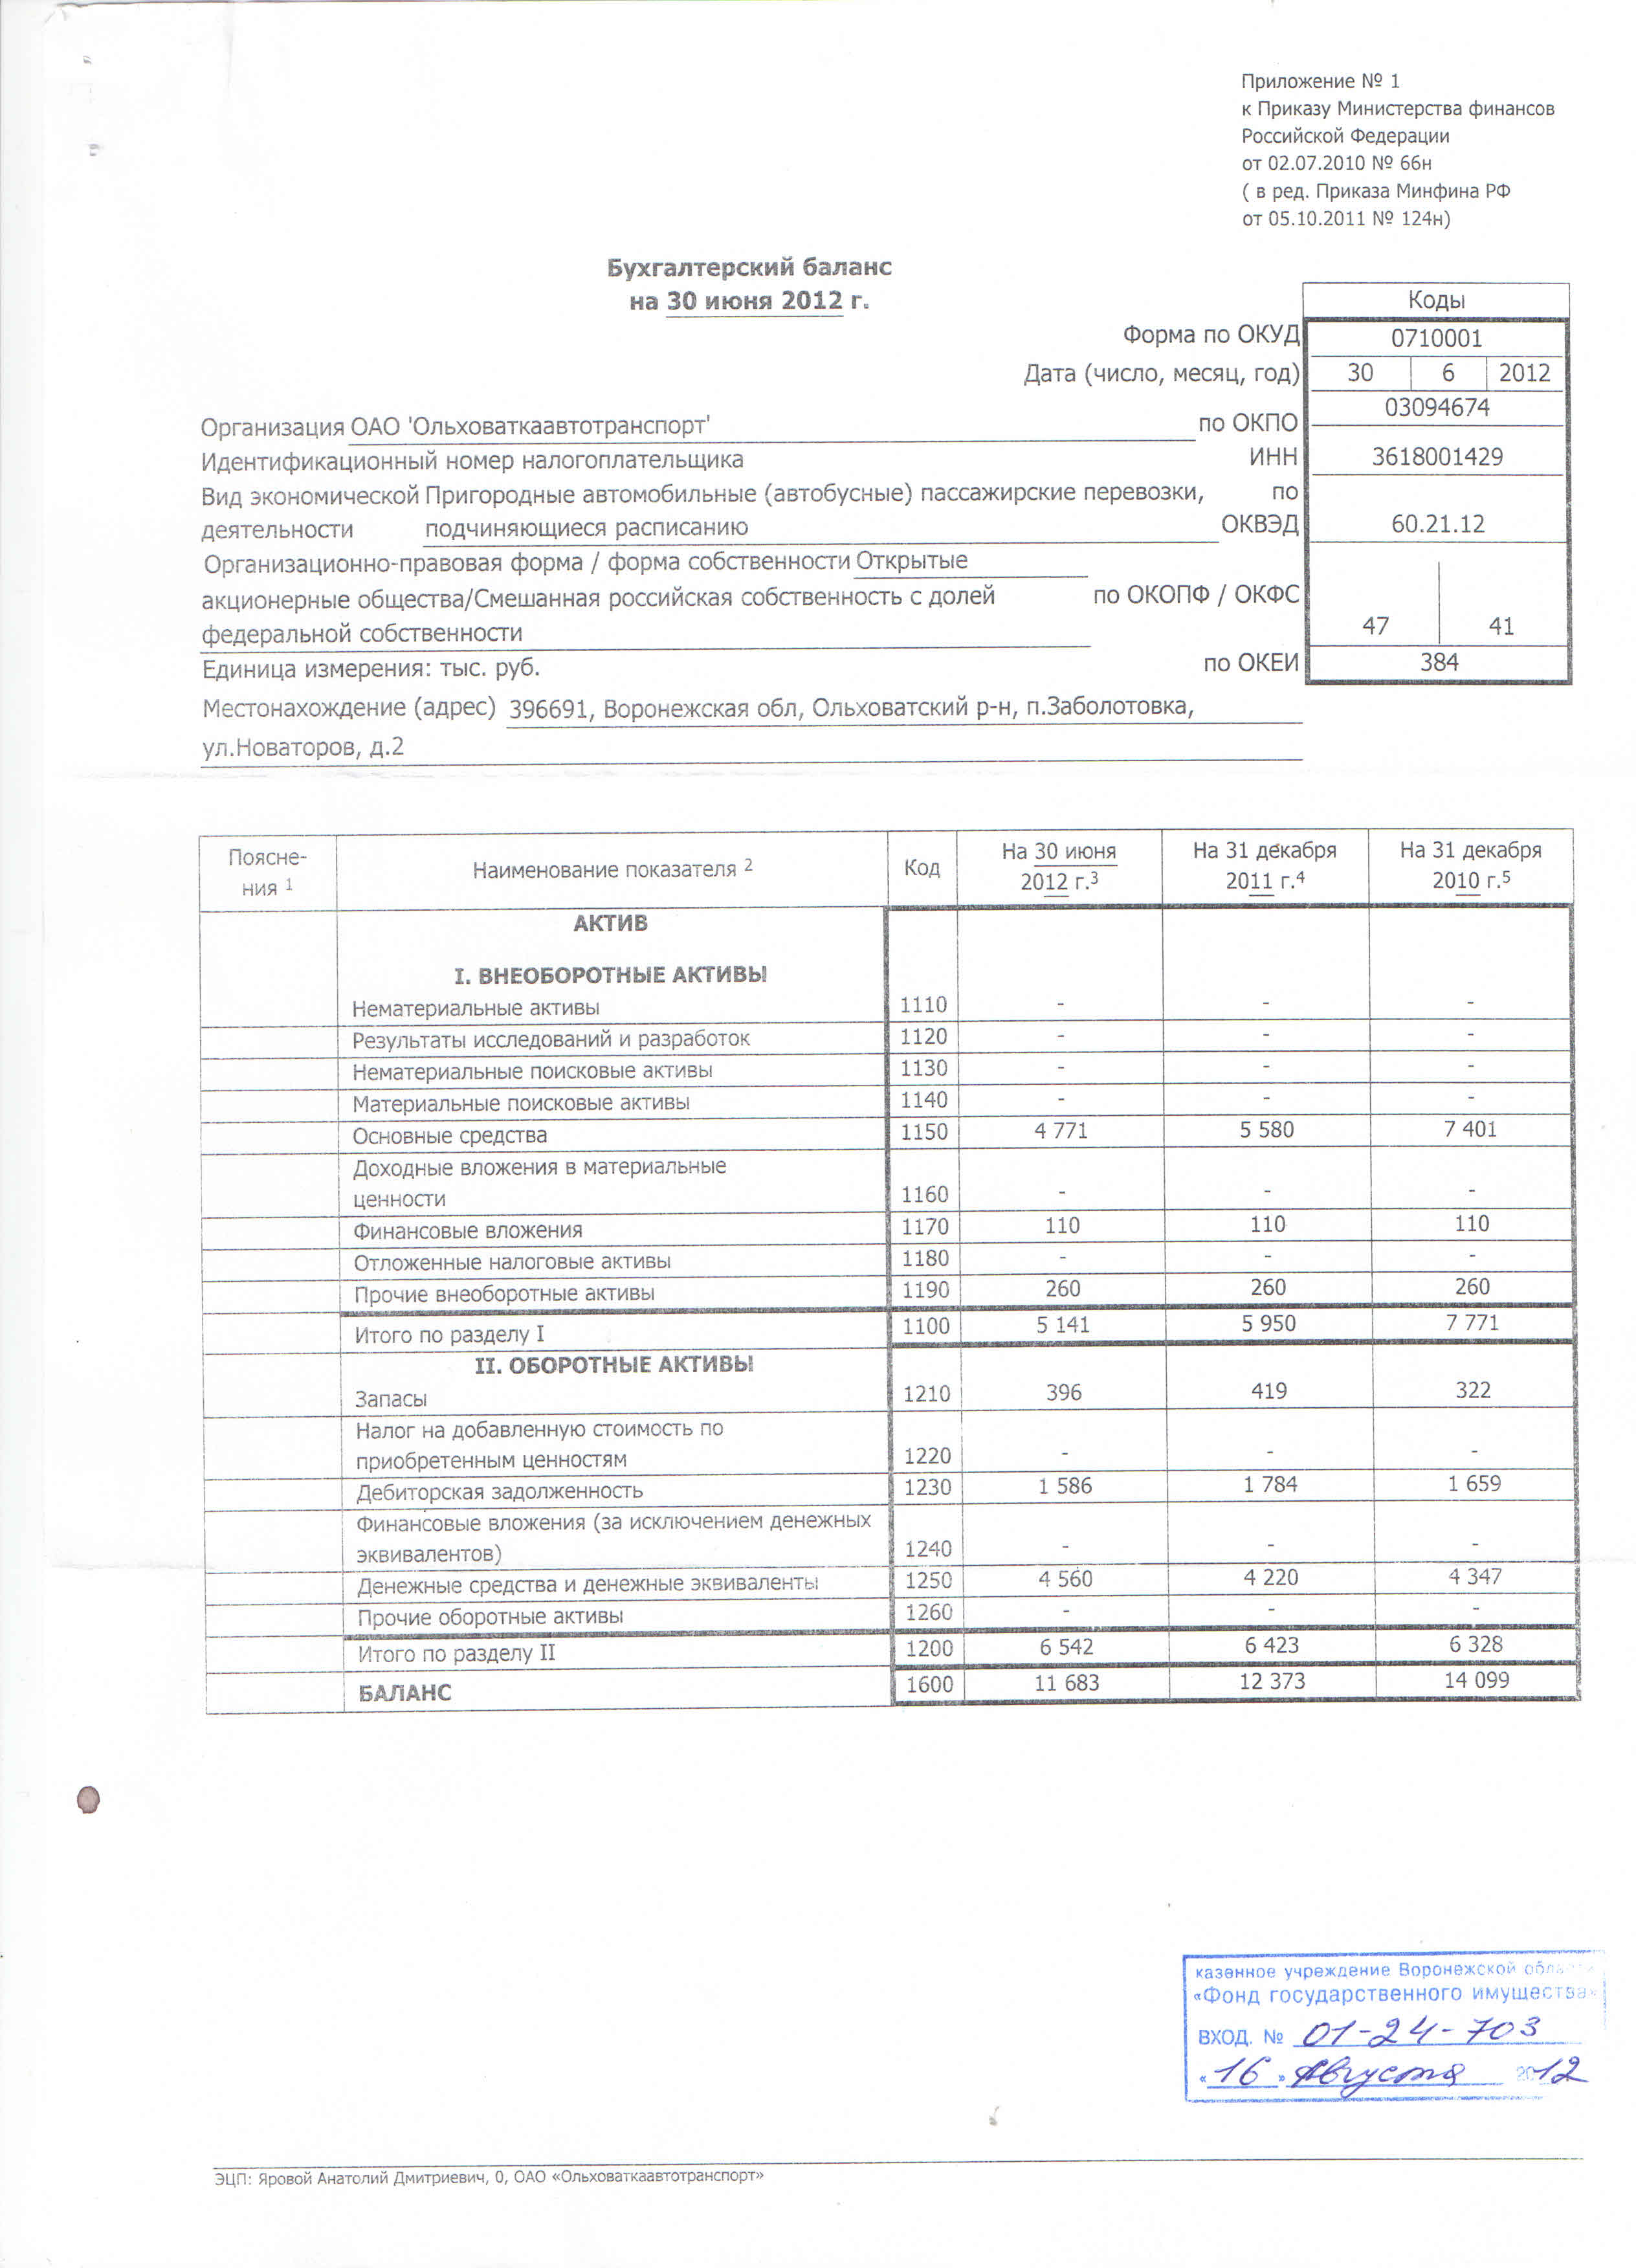 Приложение № 1
к Приказу Министерства финансов
Российской Федерации
от 02.07.2010 № 66н
( в ред. Приказа Минфина РФ
от 05.10.2011 № 124н)
Бухгалтерский баланс
на 30 июня 2012 г.
Коды
Форма по ОКУД 0710001
Дата (число, месяц, год) 30 6 2012
Организация ОАО 'Ольховаткаавтотранспорт' по ОКПО 03094674
Идентификационный номер налогоплательщика ИНН 3618001429
Вид экономической Пригородные автомобильные (автобусные) пассажирские перевозки, по
деятельности подчиняющиеся расписанию ОКВЭД 60.21.12
Организационно-правовая форма / форма собственности Открытые
акционерные общества/Смешанная российская собственность с долей по ОКОПФ / ОКФС
федеральной собственности 47 41
Единица измерения: тыс. руб. по ОКЕИ 384
Местонахождение (адрес) 396691, Воронежская обл, Ольховатский р-н, п.Заболотовка,
ул.Новаторов, д.2
Поясне- На 30 июня На 31 декабря На 31 декабря
Наименование показателя 2 Код
ния 1 2012 г.3 2011 г.4 2010 г.5
АКТИВ
I. ВНЕОБОРОТНЫЕ АКТИВЫ
Нематериальные активы 1110 - - -
Результаты исследований и разработок 1120 - - -
Нематериальные поисковые активы 1130 - - -
Материальные поисковые активы 1140 - - -
Основные средства 1150 4 771 5 580 7 401
Доходные вложения в материальные
ценности 1160 - - -
Финансовые вложения 1170 110 110 110
Отложенные налоговые активы 1180 - - -
Прочие внеоборотные активы 1190 260 260 260
Итого по разделу I 1100 5 141 5 950 7 771
II. ОБОРОТНЫЕ АКТИВЫ
Запасы 1210 396 419 322
Налог на добавленную стоимость по
приобретенным ценностям 1220 - - -
Дебиторская задолженность 1230 1 586 1 784 1 659
Финансовые вложения (за исключением денежных
эквивалентов) 1240 - - -
Денежные средства и денежные эквиваленты 1250 4 560 4 220 4 347
Прочие оборотные активы 1260 - - -
Итого по разделу II 1200 6 542 6 423 6 328
БАЛАНС 1600 11 683 12 373 14 099
казенное учреждение Воронежской области
«Фонд государственного имущества»
ВХОД. № 01-24-703
«16» августа 2012
ЭЦП: Яровой Анатолий Дмитриевич, 0, ОАО «Ольховаткаавтотранспорт»